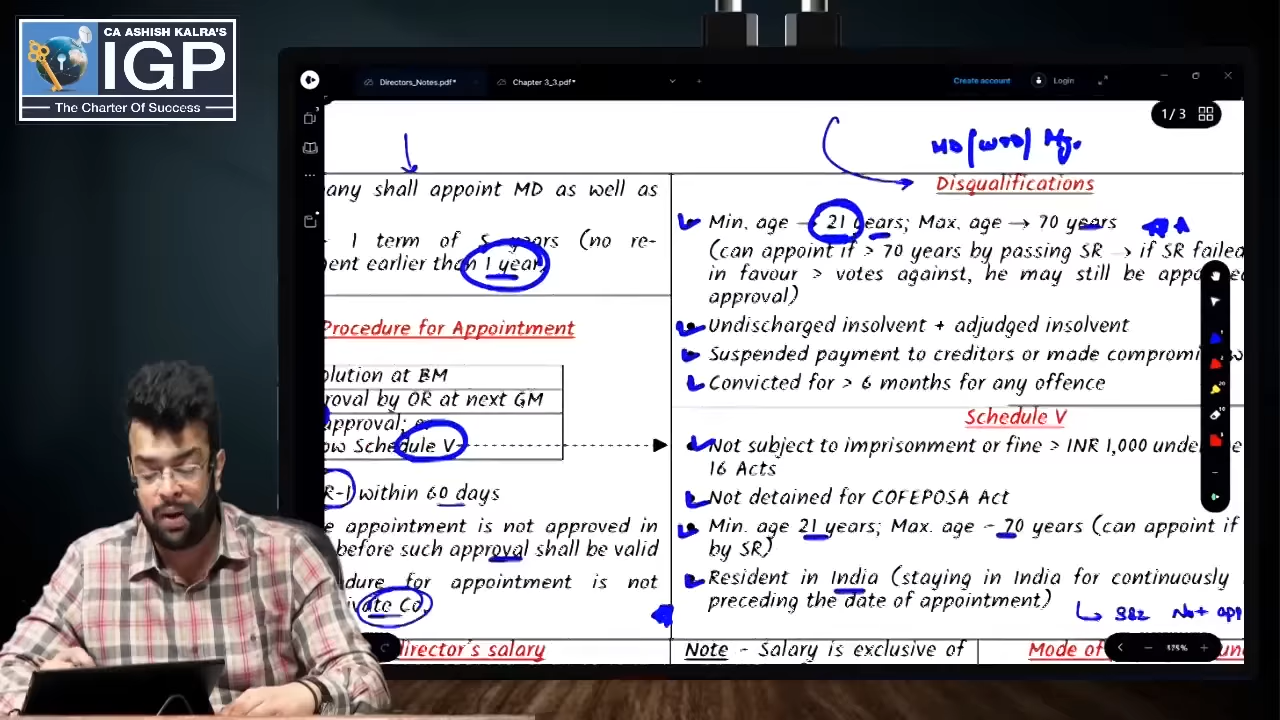 CA ASHISH KALRA'S
IGP
The Charter Of Success
Directors_Notes.pdf*
Chapter 3_3.pdf*
Create account
Login
1/3
MD/WTD/Mgr
any shall appoint MD as well as
1 term of 5 years (no re-
ent earlier than 1 year)
Procedure for Appointment
olution at BM
roval by OR at next GM
approval; or
ow Schedule V
R-1 within 60 days
e appointment is not approved in
before such approval shall be valid
dure for appointment is not
ate Co.
irector's salary
Disqualifications
Min. age → 21 years; Max. age → 70 years
(can appoint if > 70 years by passing SR → if SR failed
in favour > votes against, he may still be appo
approval)
Undischarged insolvent + adjudged insolvent
Suspended payment to creditors or made compromi
Convicted for > 6 months for any offence
Schedule V
Not subject to imprisonment or fine > INR 1,000 unde
16 Acts
Not detained for COFEPOSA Act
Min. age 21 years; Max. age - 70 years (can appoint if
by SR)
Resident in India (staying in India for continuously
preceding the date of appointment)
Not app
Note - Salary is exclusive of
Mode of
175%